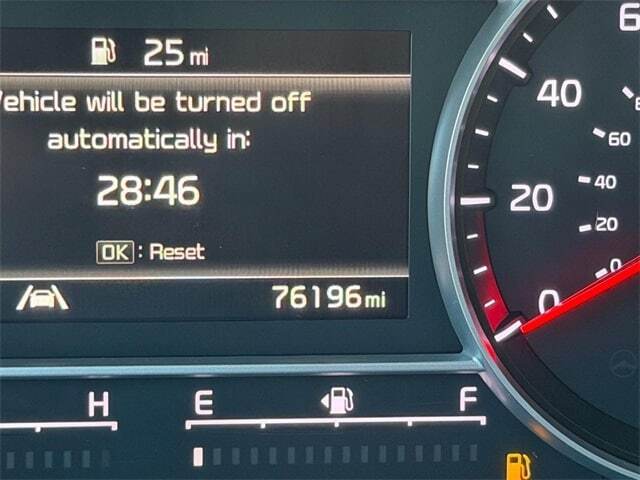 25 mi
Vehicle will be turned off
automatically in:
28:46
OK : Reset
76196 mi
40
20
0
60
40
20
0
H
E
F